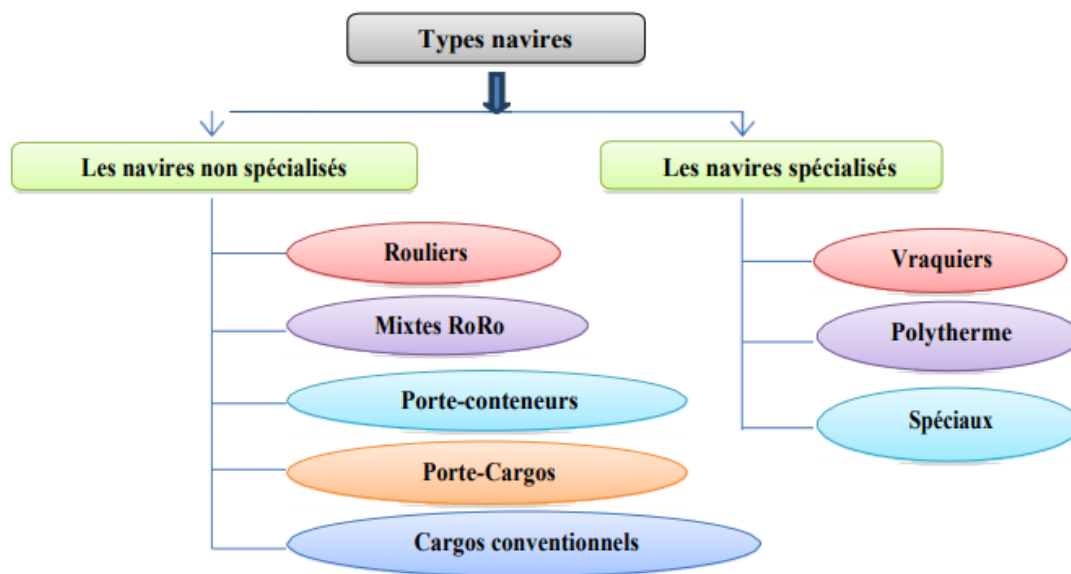 Types navires
Les navires non spécialisés
Les navires spécialisés
Rouliers
Mixtes RoRo
Porte-conteneurs
Porte-Cargos
Cargos conventionnels
Vraquiers
Polytherme
Spéciaux